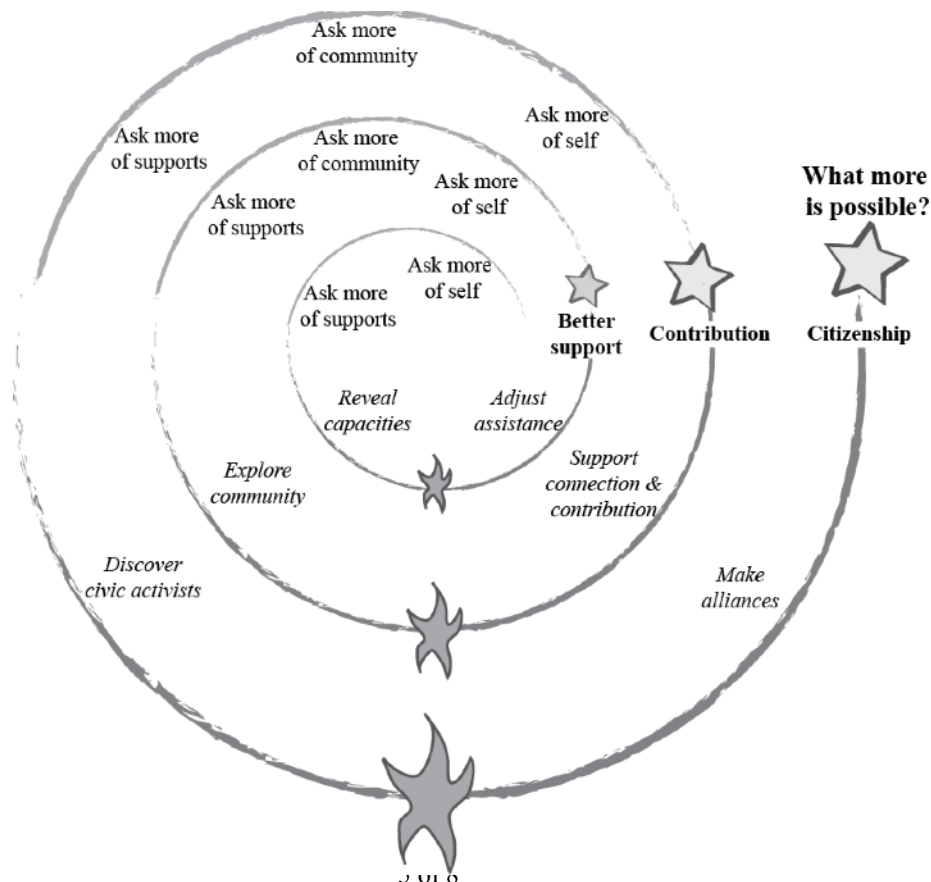 Ask more
of community
Ask more
of self
Ask more
of supports
Ask more
of community
Ask more
of self
Ask more
of supports
What more
is possible?
Ask more
of self
Ask more
of supports
Better
support
Contribution
Citizenship
Reveal
capacities
Adjust
assistance
Explore
community
Support
connection &
contribution
Discover
civic activists
Make
alliances